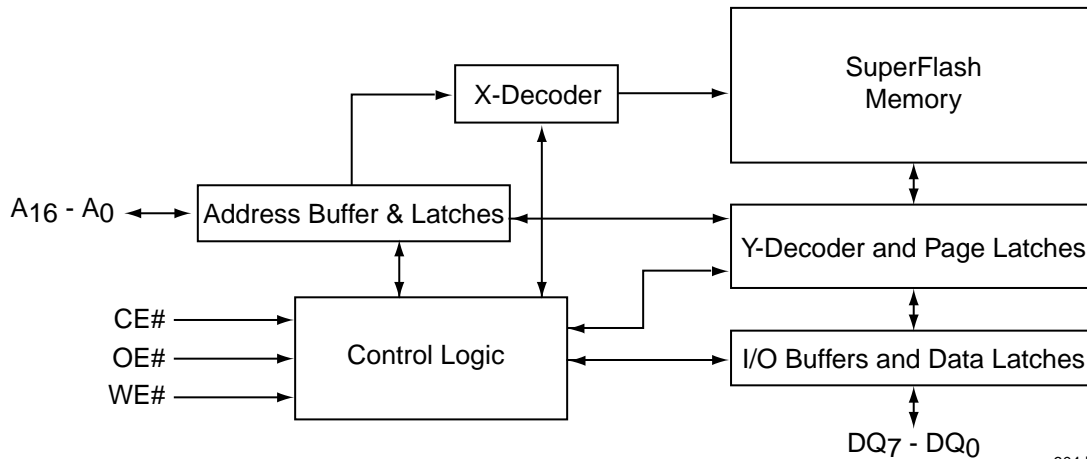 SuperFlash
Memory
X-Decoder
A16 - A0
Address Buffer & Latches
Y-Decoder and Page Latches
CE#
OE#
WE#
Control Logic
I/O Buffers and Data Latches
DQ7 - DQ0